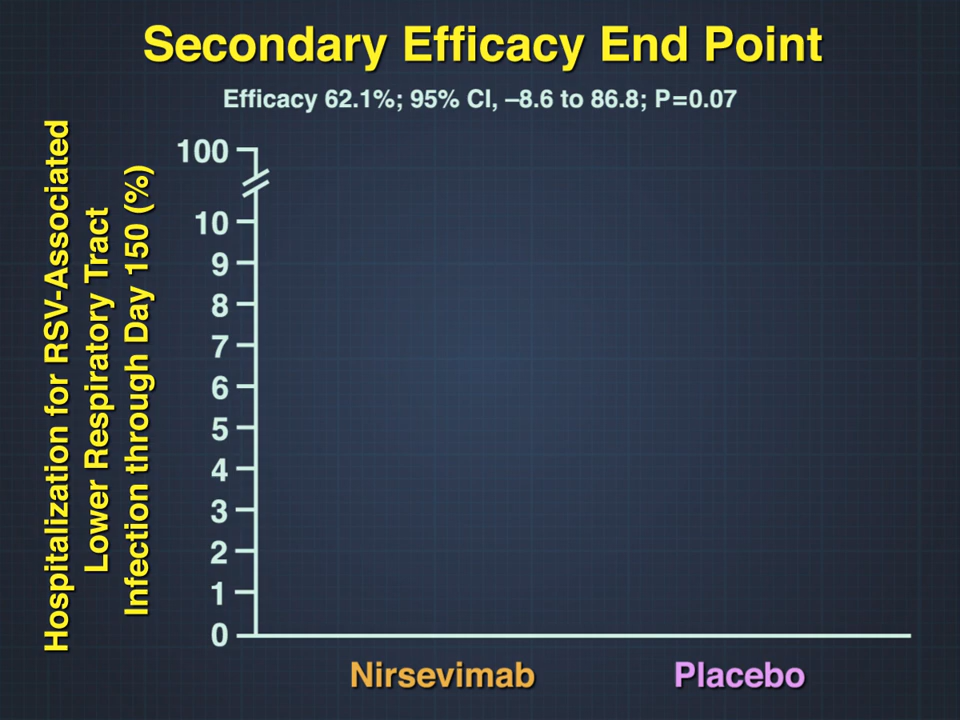 Secondary Efficacy End Point
Efficacy 62.1%; 95% CI, –8.6 to 86.8; P=0.07
Hospitalization for RSV-Associated
Lower Respiratory Tract
Infection through Day 150 (%)
100
10
9
8
7
6
5
4
3
2
1
0
Nirsevimab
Placebo